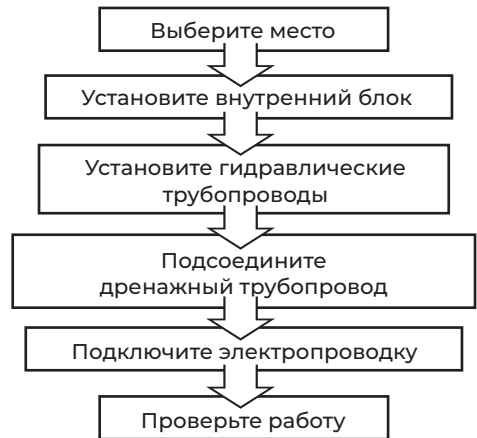 Выберите место
Установите внутренний блок
Установите гидравлические
трубопроводы
Подсоедините
дренажный трубопровод
Подключите электропроводку
Проверьте работу